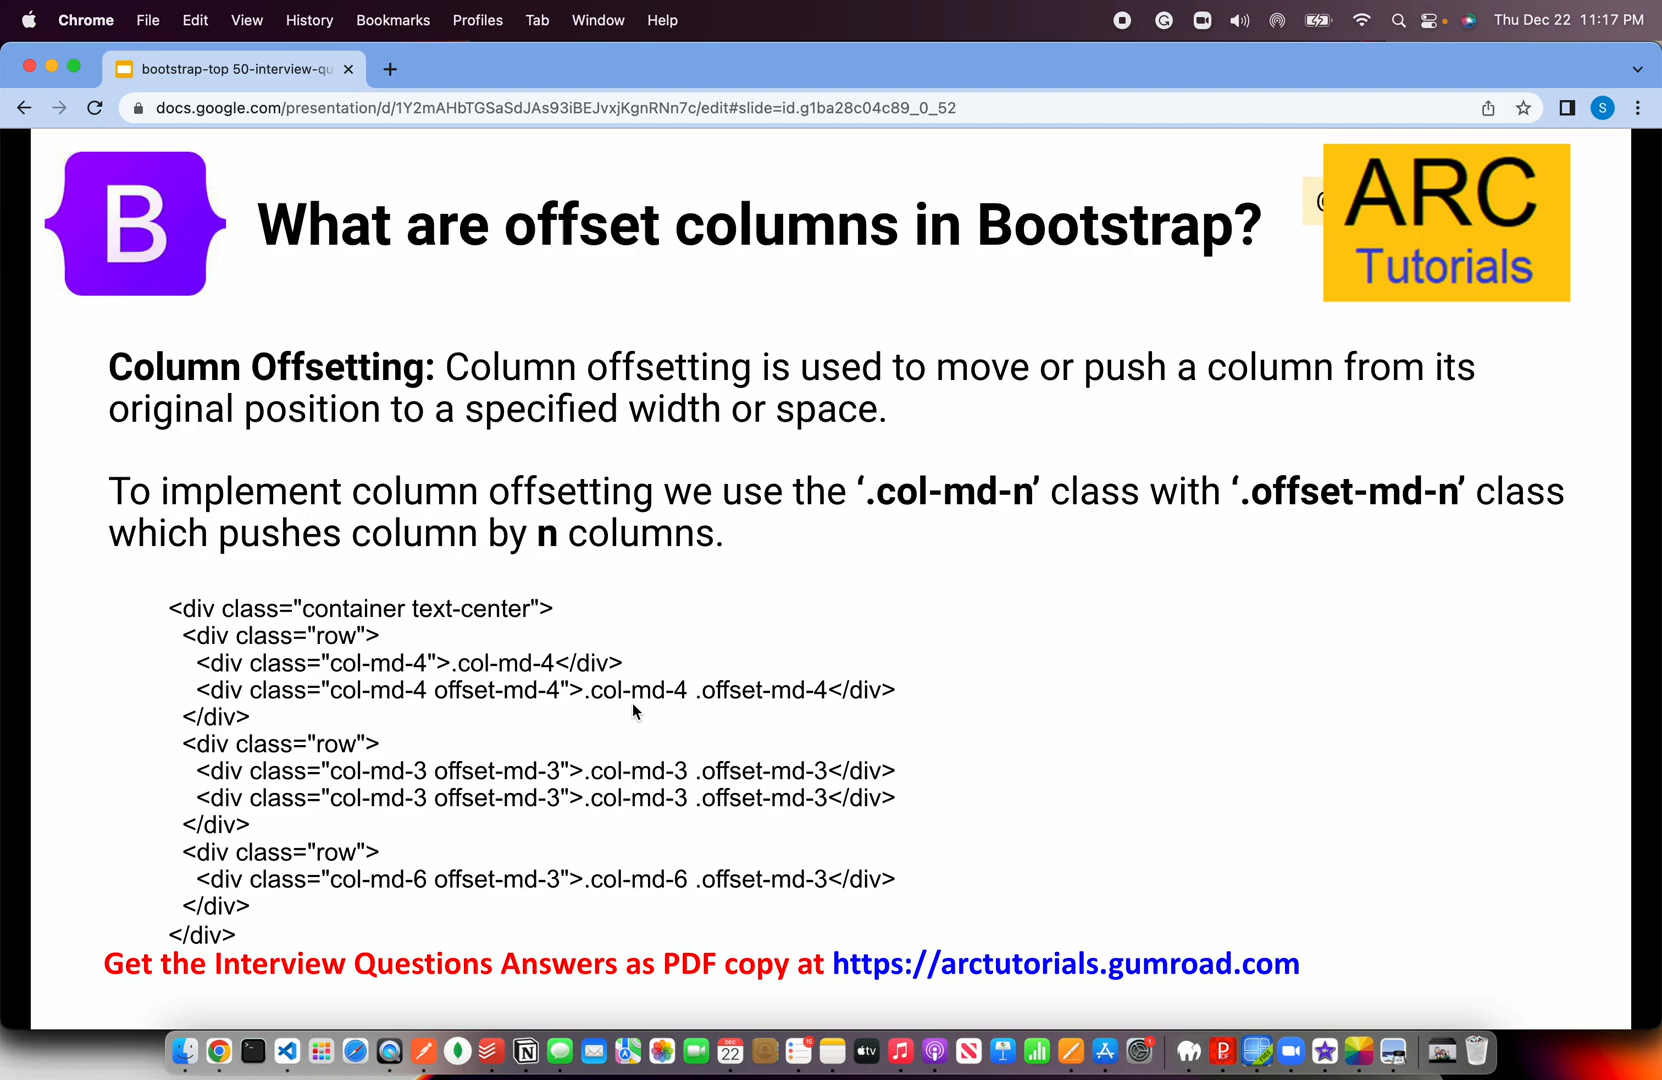 Chrome File Edit View History Bookmarks Profiles Tab Window Help Thu Dec 22 11:17 PM
bootstrap-top 50-interview-qu
docs.google.com/presentation/d/1Y2mAHbTGSaSdJAs93iBEJvxjKgnRNn7c/edit#slide=id.g1ba28c04c89_0_52 S
B
What are offset columns in Bootstrap?
ARC
Tutorials
Column Offsetting: Column offsetting is used to move or push a column from its
original position to a specified width or space.
To implement column offsetting we use the ‘.col-md-n’ class with ‘.offset-md-n’ class
which pushes column by n columns.
<div class="container text-center">
<div class="row">
<div class="col-md-4">.col-md-4</div>
<div class="col-md-4 offset-md-4">.col-md-4 .offset-md-4</div>
</div>
<div class="row">
<div class="col-md-3 offset-md-3">.col-md-3 .offset-md-3</div>
<div class="col-md-3 offset-md-3">.col-md-3 .offset-md-3</div>
</div>
<div class="row">
<div class="col-md-6 offset-md-3">.col-md-6 .offset-md-3</div>
</div>
</div>
Get the Interview Questions Answers as PDF copy at https://arctutorials.gumroad.com